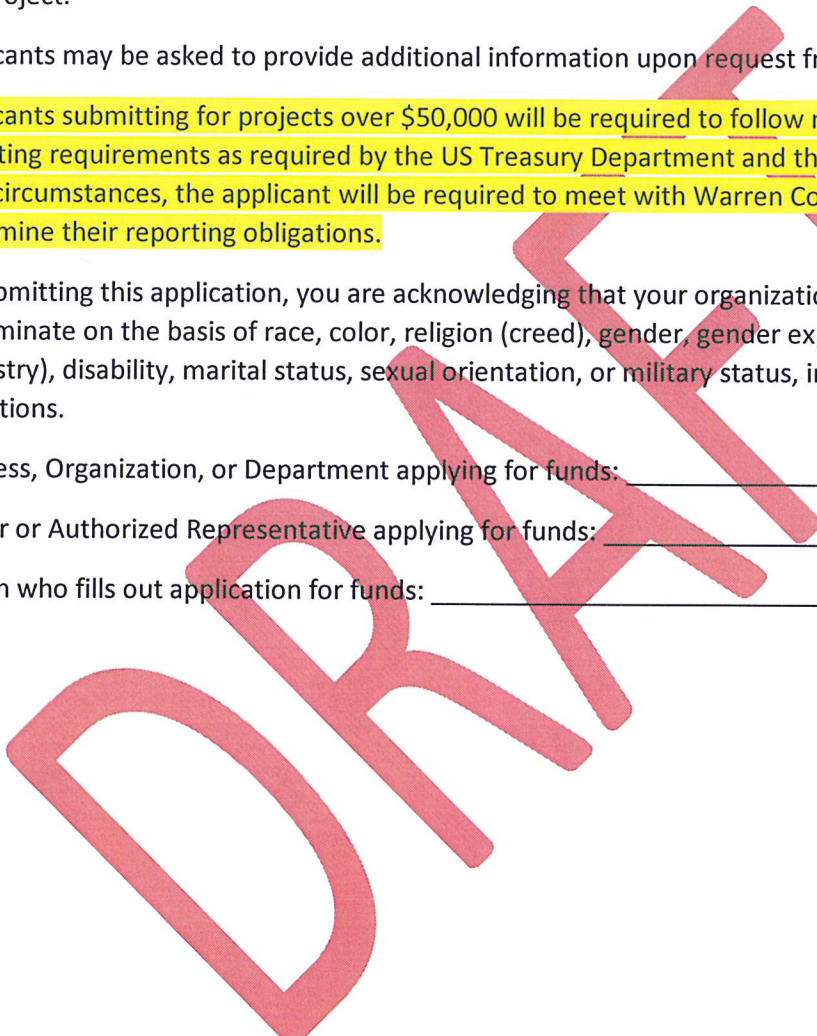 oject.
cants may be asked to provide additional information upon request fr
cants submitting for projects over $50,000 will be required to follow
ting requirements as required by the US Treasury Department and th
circumstances, the applicant will be required to meet with Warren Co
mine their reporting obligations.
omitting this application, you are acknowledging that your organizatio
minate on the basis of race, color, religion (creed), gender, gender ex
stry), disability, marital status, sexual orientation, or military status, i
tions.
ess, Organization, or Department applying for funds:
r or Authorized Representative applying for funds:
n who fills out application for funds:
DRAF